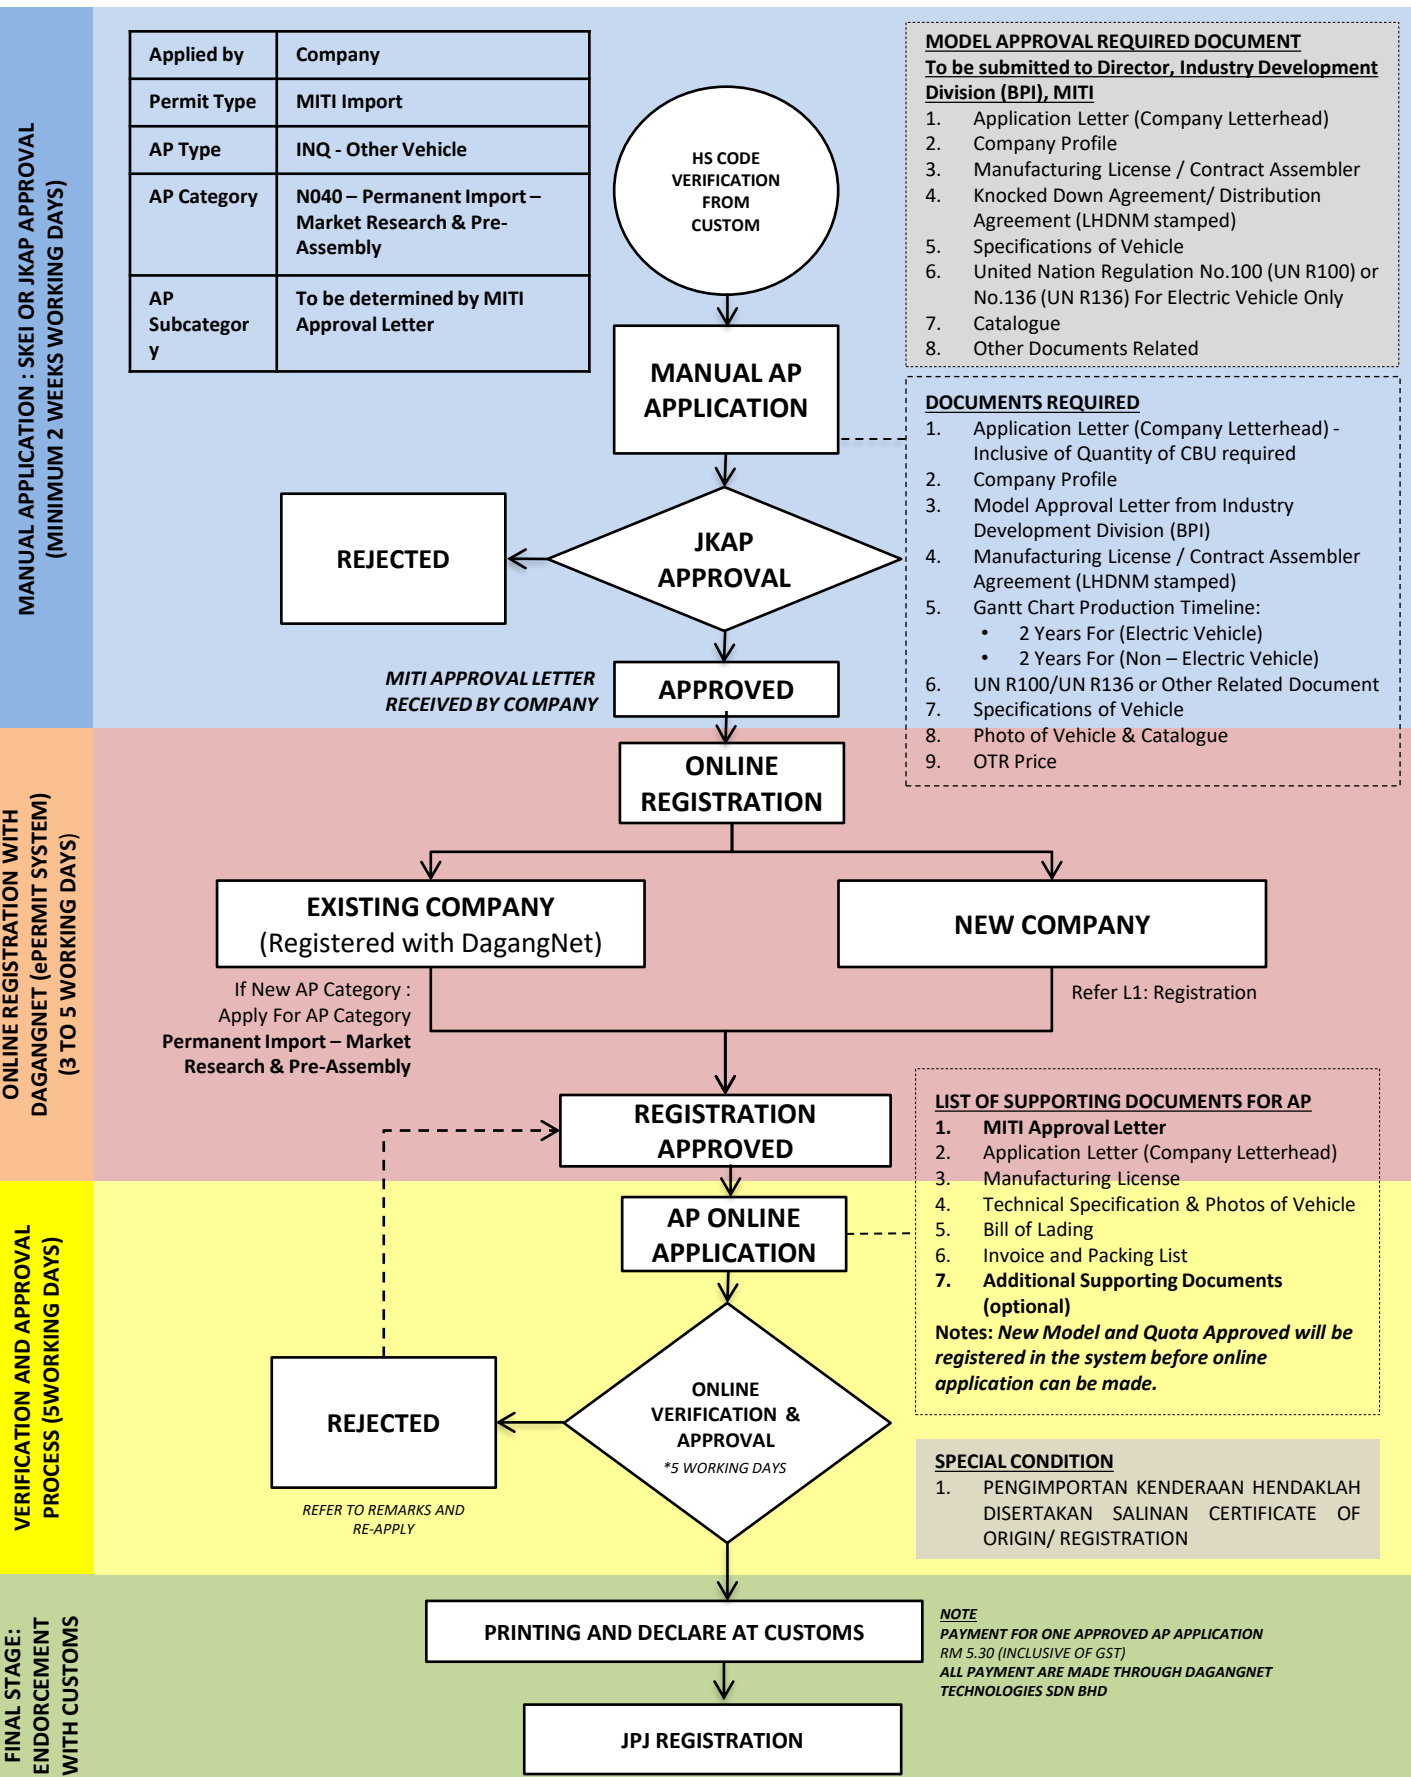 MANUAL APPLICATION : SKEI OR JKAP APPROVAL
(MINIMUM 2 WEEKS WORKING DAYS)
Applied by
Company
Permit Type
MITI Import
AP Type
INQ - Other Vehicle
AP Category
N040 – Permanent Import –
Market Research & Pre-
Assembly
AP
Subcategor
y
To be determined by MITI
Approval Letter
HS CODE
VERIFICATION
FROM
CUSTOM
MODEL APPROVAL REQUIRED DOCUMENT
To be submitted to Director, Industry Development
Division (BPI), MITI
1. Application Letter (Company Letterhead)
2. Company Profile
3. Manufacturing License / Contract Assembler
4. Knocked Down Agreement/ Distribution
Agreement (LHDNM stamped)
5. Specifications of Vehicle
6. United Nation Regulation No.100 (UN R100) or
No.136 (UN R136) For Electric Vehicle Only
7. Catalogue
8. Other Documents Related
MANUAL AP
APPLICATION
DOCUMENTS REQUIRED
1. Application Letter (Company Letterhead) -
Inclusive of Quantity of CBU required
2. Company Profile
3. Model Approval Letter from Industry
Development Division (BPI)
4. Manufacturing License / Contract Assembler
Agreement (LHDNM stamped)
5. Gantt Chart Production Timeline:
• 2 Years For (Electric Vehicle)
• 2 Years For (Non – Electric Vehicle)
6. UN R100/UN R136 or Other Related Document
7. Specifications of Vehicle
8. Photo of Vehicle & Catalogue
9. OTR Price
REJECTED
JKAP
APPROVAL
MITI APPROVAL LETTER
RECEIVED BY COMPANY
APPROVED
ONLINE REGISTRATION WITH
DAGANGNET (ePERMIT SYSTEM)
(3 TO 5 WORKING DAYS)
ONLINE
REGISTRATION
EXISTING COMPANY
(Registered with DagangNet)
NEW COMPANY
If New AP Category :
Apply For AP Category
Permanent Import – Market
Research & Pre-Assembly
Refer L1: Registration
REGISTRATION
APPROVED
LIST OF SUPPORTING DOCUMENTS FOR AP
1. MITI Approval Letter
2. Application Letter (Company Letterhead)
3. Manufacturing License
4. Technical Specification & Photos of Vehicle
5. Bill of Lading
6. Invoice and Packing List
7. Additional Supporting Documents
(optional)
Notes: New Model and Quota Approved will be
registered in the system before online
application can be made.
VERIFICATION AND APPROVAL
PROCESS (5WORKING DAYS)
AP ONLINE
APPLICATION
REJECTED
REFER TO REMARKS AND
RE-APPLY
ONLINE
VERIFICATION &
APPROVAL
*5 WORKING DAYS
SPECIAL CONDITION
1. PENGIMPORTAN KENDERAAN HENDAKLAH
DISERTAKAN SALINAN CERTIFICATE OF
ORIGIN/ REGISTRATION
FINAL STAGE:
ENDORCEMENT
WITH CUSTOMS
PRINTING AND DECLARE AT CUSTOMS
NOTE
PAYMENT FOR ONE APPROVED AP APPLICATION
RM 5.30 (INCLUSIVE OF GST)
ALL PAYMENT ARE MADE THROUGH DAGANGNET
TECHNOLOGIES SDN BHD
JPJ REGISTRATION